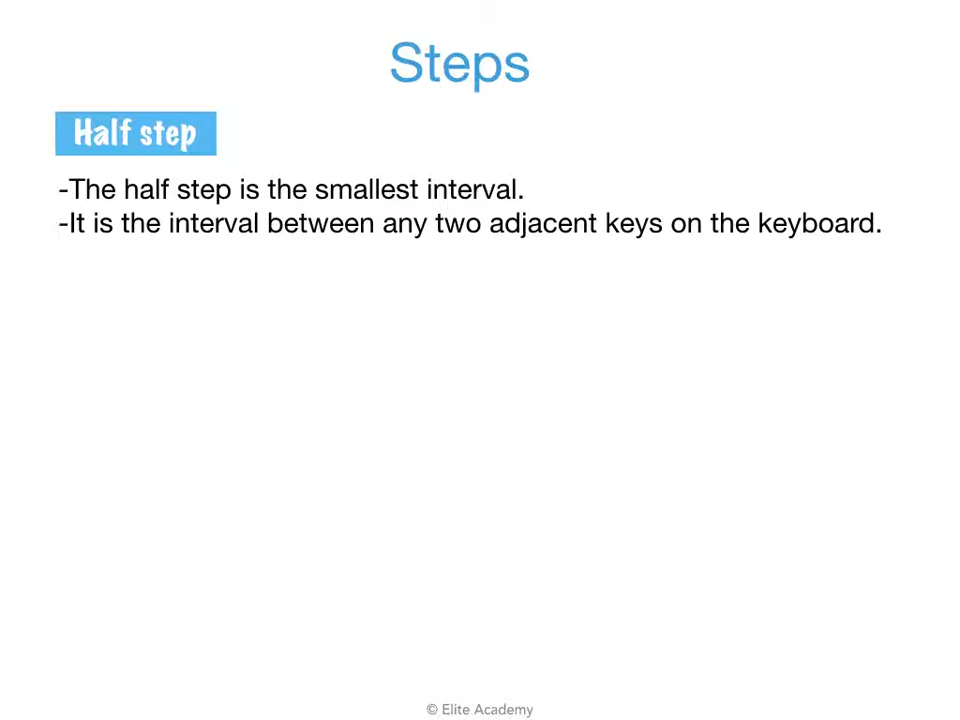 Steps
Half step
-The half step is the smallest interval.
-It is the interval between any two adjacent keys on the keyboard.
© Elite Academy